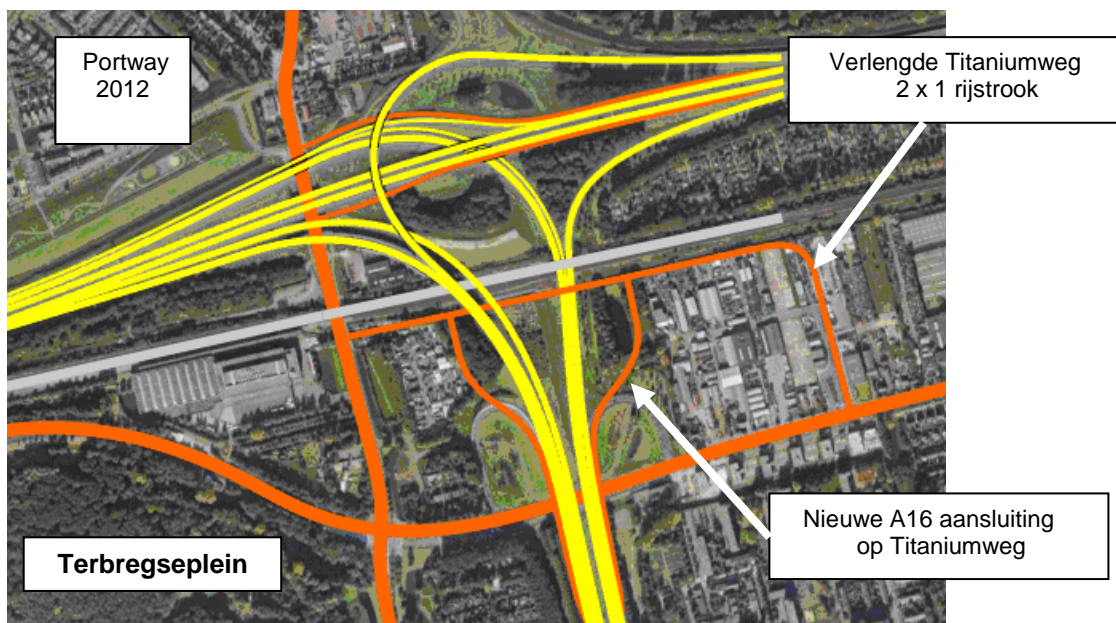 Portway
2012
Verlengde Titaniumweg
2 x 1 rijstrook
Nieuwe A16 aansluiting
op Titaniumweg
Terbregseplein